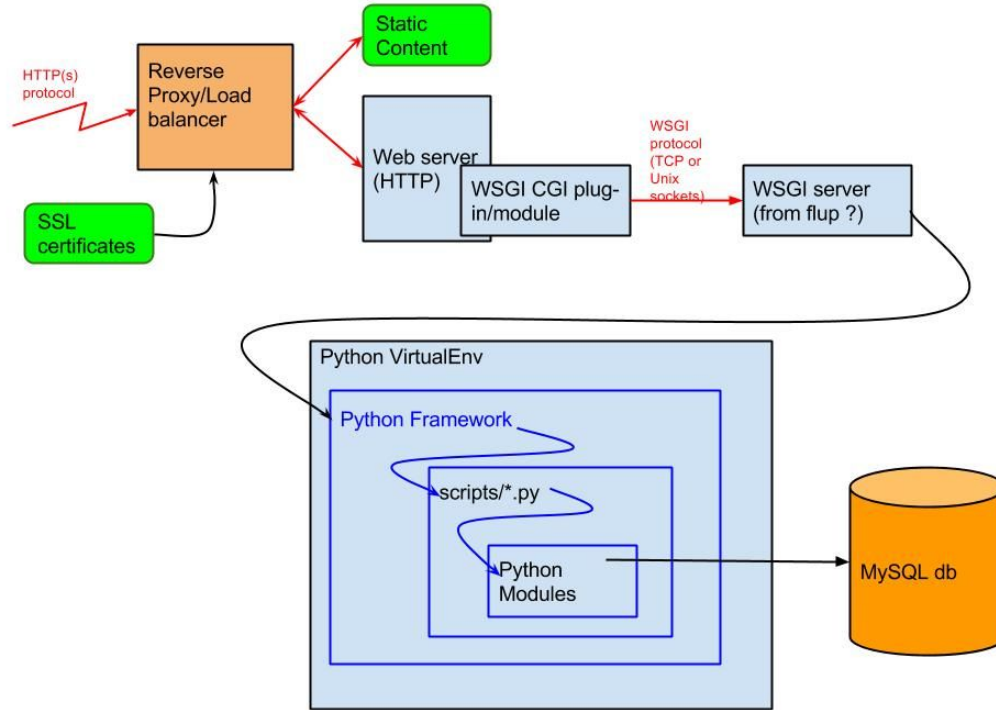 Static
Content
HTTP(s)
protocol
Reverse
Proxy/Load
balancer
SSL
certificates
Web server
(HTTP)
WSGI CGI plug-
in/module
WSGI
protocol
(TCP or
Unix
sockets)
WSGI server
(from flup ?)
Python VirtualEnv
Python Framework
scripts/*.py
Python
Modules
MySQL db